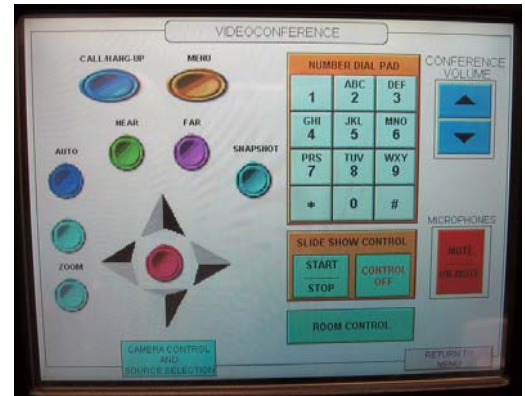 VIDEOCONFERENCE
CALL/HANG-UP
MENU
NEAR
FAR
AUTO
SNAPSHOT
ZOOM
CAMERA CONTROL
AND
SOURCE SELECTION
NUMBER DIAL PAD
1
ABC
2
DEF
3
GHI
4
JKL
5
MNO
6
PRS
7
TUV
8
WXY
9
*
0
#
SLIDE SHOW CONTROL
START
STOP
CONTROL
OFF
ROOM CONTROL
CONFERENCE
VOLUME
MICROPHONES
MUTE
UN-MUTE
RETURN TO
MENU